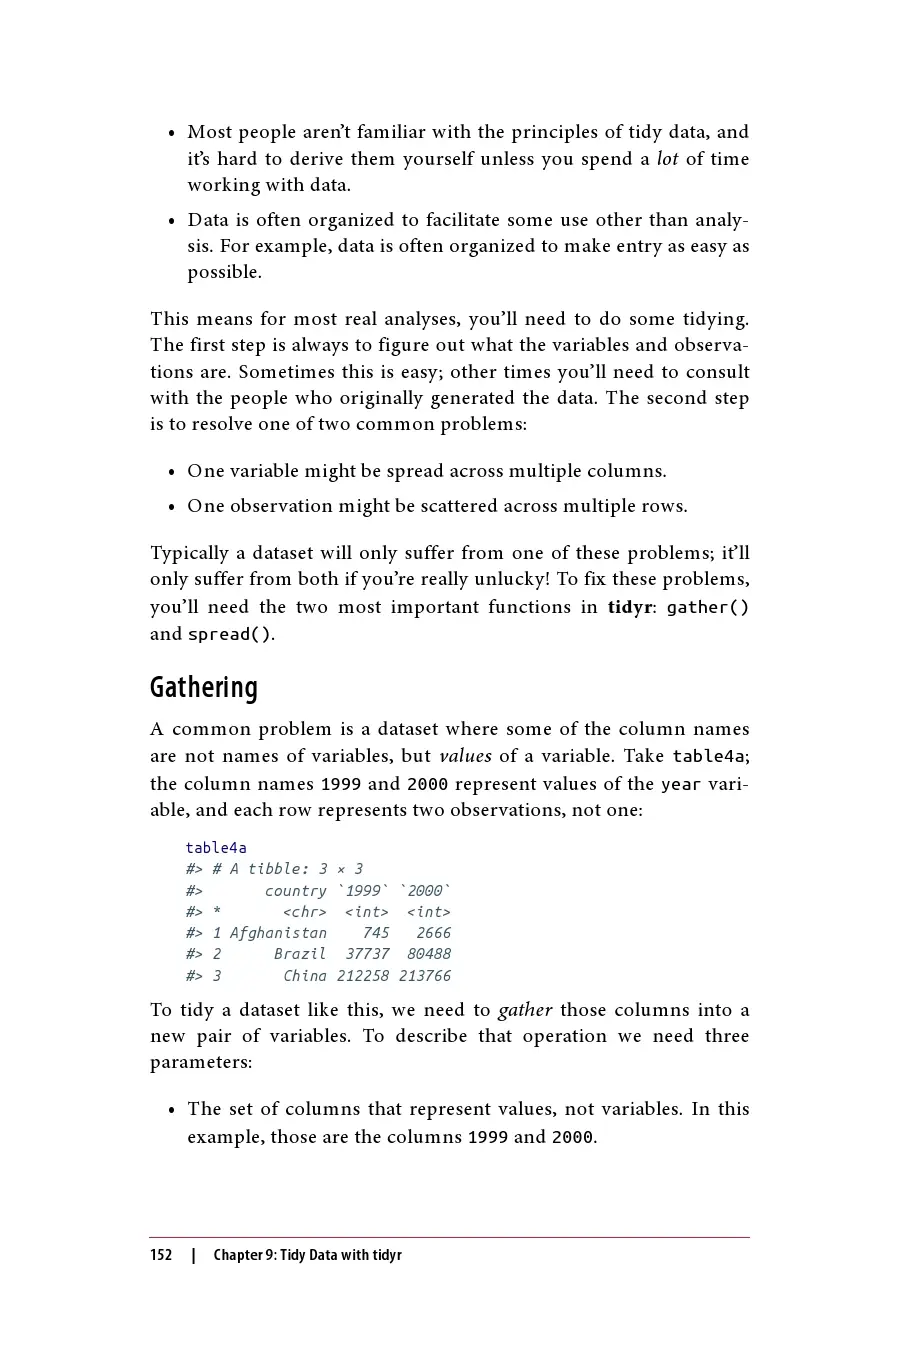 • Most people aren’t familiar with the principles of tidy data, and
it’s hard to derive them yourself unless you spend a lot of time
working with data.
• Data is often organized to facilitate some use other than analy-
sis. For example, data is often organized to make entry as easy as
possible.
This means for most real analyses, you’ll need to do some tidying.
The first step is always to figure out what the variables and observa-
tions are. Sometimes this is easy; other times you’ll need to consult
with the people who originally generated the data. The second step
is to resolve one of two common problems:
• One variable might be spread across multiple columns.
• One observation might be scattered across multiple rows.
Typically a dataset will only suffer from one of these problems; it’ll
only suffer from both if you’re really unlucky! To fix these problems,
you’ll need the two most important functions in tidyr: gather()
and spread().
Gathering
A common problem is a dataset where some of the column names
are not names of variables, but values of a variable. Take table4a;
the column names 1999 and 2000 represent values of the year vari-
able, and each row represents two observations, not one:
table4a
#> # A tibble: 3 × 3
#>       country `1999` `2000`
#> *       <chr>  <int>  <int>
#> 1 Afghanistan    745   2666
#> 2      Brazil  37737  80488
#> 3       China 212258 213766
To tidy a dataset like this, we need to gather those columns into a
new pair of variables. To describe that operation we need three
parameters:
• The set of columns that represent values, not variables. In this
example, those are the columns 1999 and 2000.
152 | Chapter 9: Tidy Data with tidyr